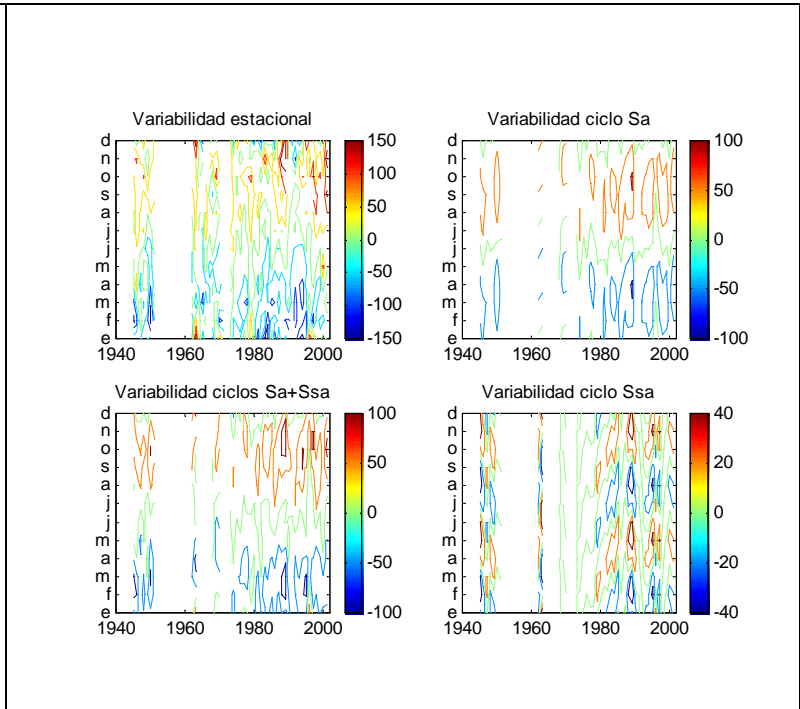 Variabilidad estacional
d
n
o
s
a
j
j
m
a
m
f
e
1940 1960 1980 2000
150
100
50
0
-50
-100
-150
Variabilidad ciclo Sa
d
n
o
s
a
j
j
m
a
m
f
e
1940 1960 1980 2000
100
50
0
-50
-100
Variabilidad ciclos Sa+Ssa
d
n
o
s
a
j
j
m
a
m
f
e
1940 1960 1980 2000
100
50
0
-50
-100
Variabilidad ciclo Ssa
d
n
o
s
a
j
j
m
a
m
f
e
1940 1960 1980 2000
40
20
0
-20
-40